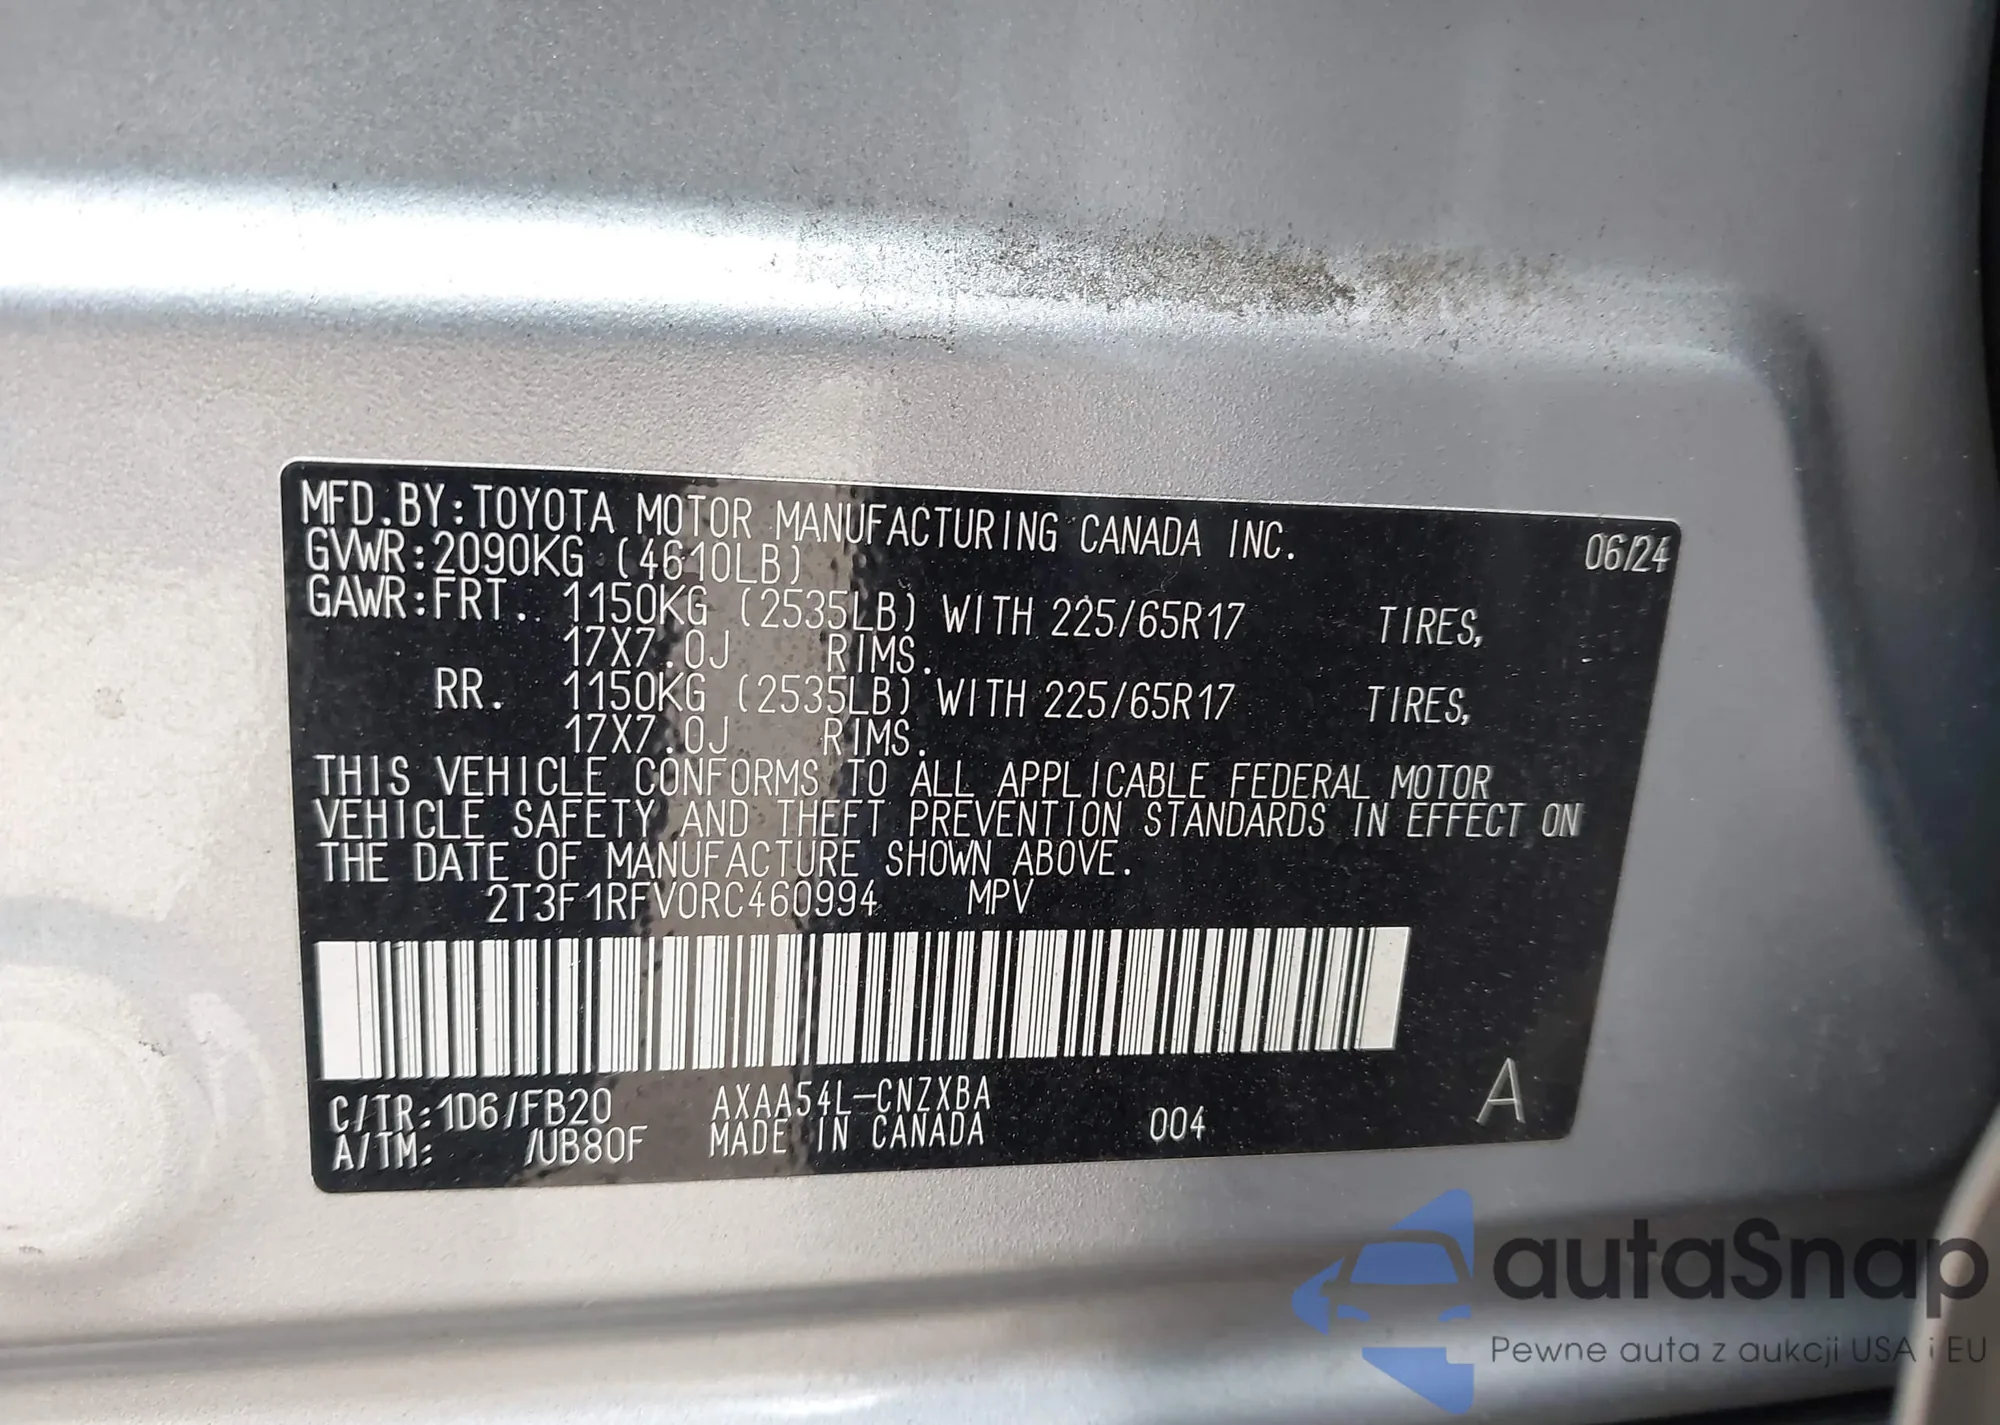 MFD.BY:TOYOTA MOTOR MANUFACTURING CANADA INC.
06/24
GVWR:2090KG (4610LB)
GAWR:FRT. 1150KG (2535LB) WITH 225/65R17 TIRES,
17X7.0J RIMS.
RR. 1150KG (2535LB) WITH 225/65R17 TIRES,
17X7.0J RIMS.
THIS VEHICLE CONFORMS TO ALL APPLICABLE FEDERAL MOTOR
VEHICLE SAFETY AND THEFT PREVENTION STANDARDS IN EFFECT ON
THE DATE OF MANUFACTURE SHOWN ABOVE.
2T3F1RFV0RC460994 MPV
C/TR:1D6/FB20 AXAA54L-CNZXBA
A/TM: /UB80F MADE IN CANADA 004 A
autaSnap
Pewne auta z aukcji USA i EU